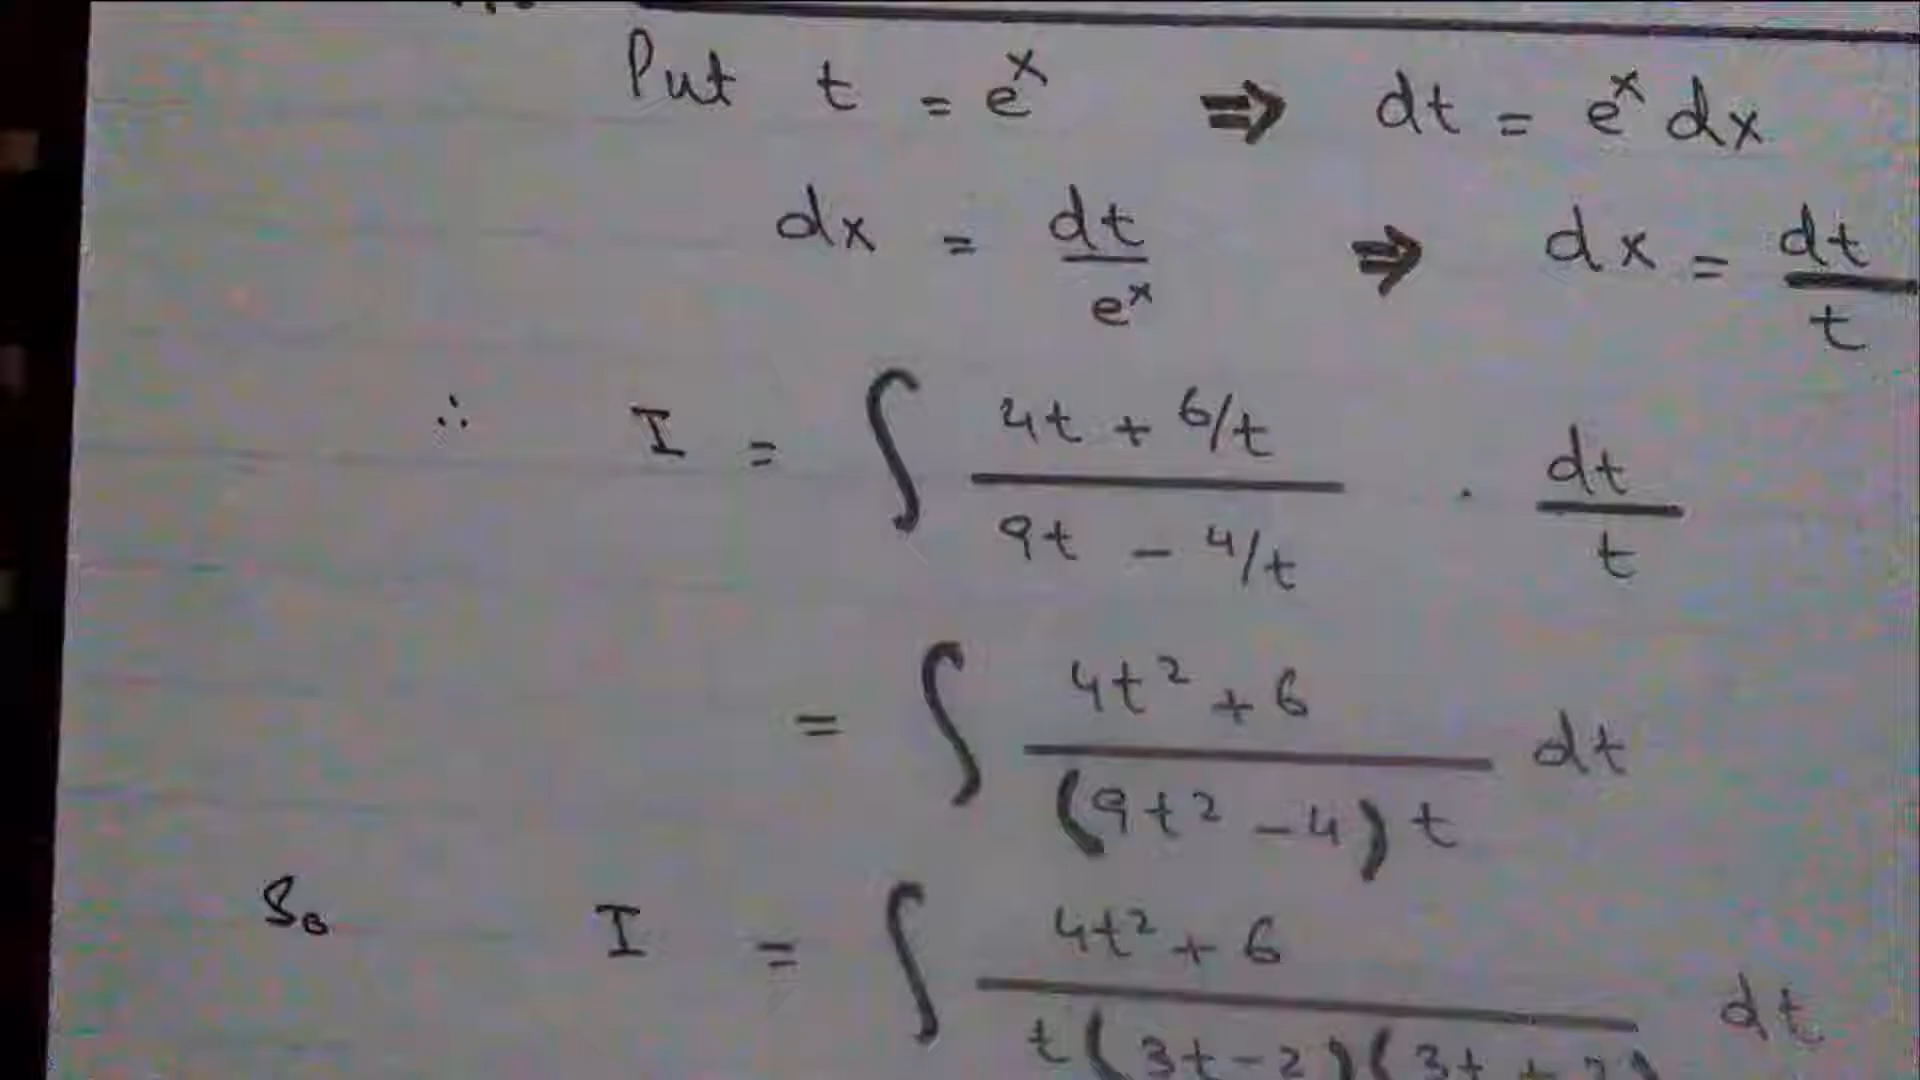 Put t = e^x ⇒ dt = e^x dx
dx = dt/e^x ⇒ dx = dt/t
∴ I = ∫ (4t + 6/t)/(9t - 4/t) · dt/t
= ∫ (4t² + 6)/((9t² - 4)t) dt
So I = ∫ (4t² + 6)/(t(3t-2)(3t+2)) dt